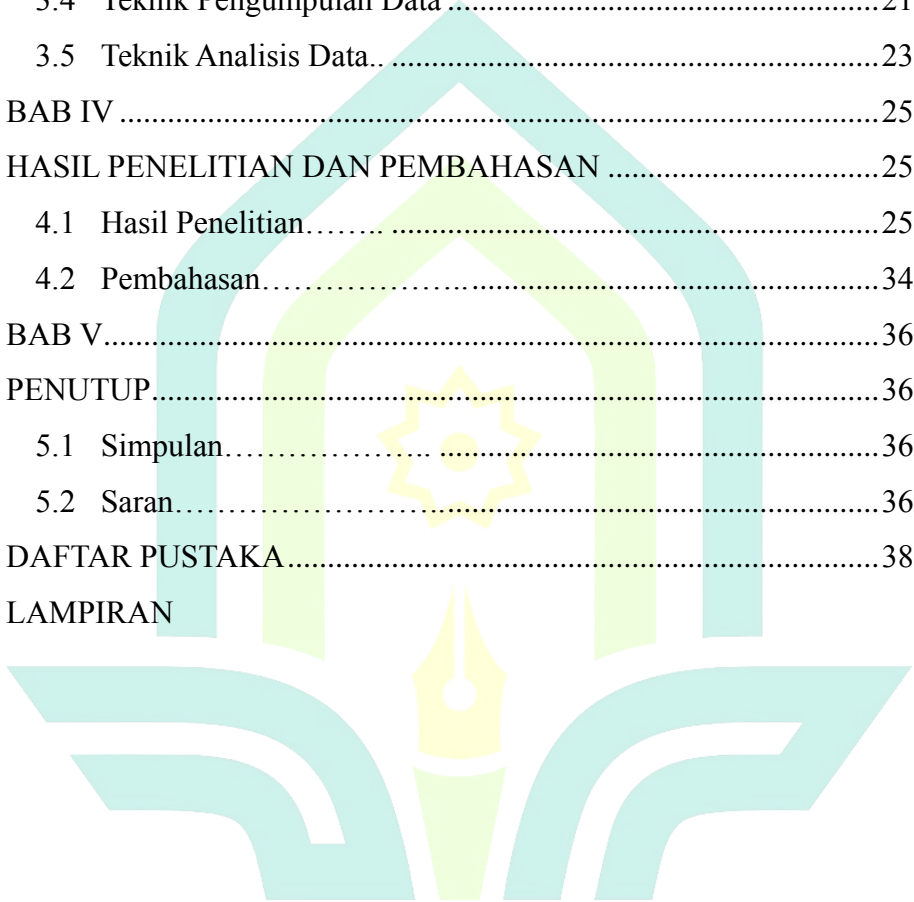 3.4 Teknik Pengumpulan Data ........................................................21
3.5 Teknik Analisis Data.. ..............................................................23
BAB IV ................................................................................................25
HASIL PENELITIAN DAN PEMBAHASAN ..................................25
4.1 Hasil Penelitian…….. ..............................................................25
4.2 Pembahasan……………….. ...................................................34
BAB V..................................................................................................36
PENUTUP............................................................................................36
5.1 Simpulan……………….. ........................................................36
5.2 Saran…………………….........................................................36
DAFTAR PUSTAKA..........................................................................38
LAMPIRAN